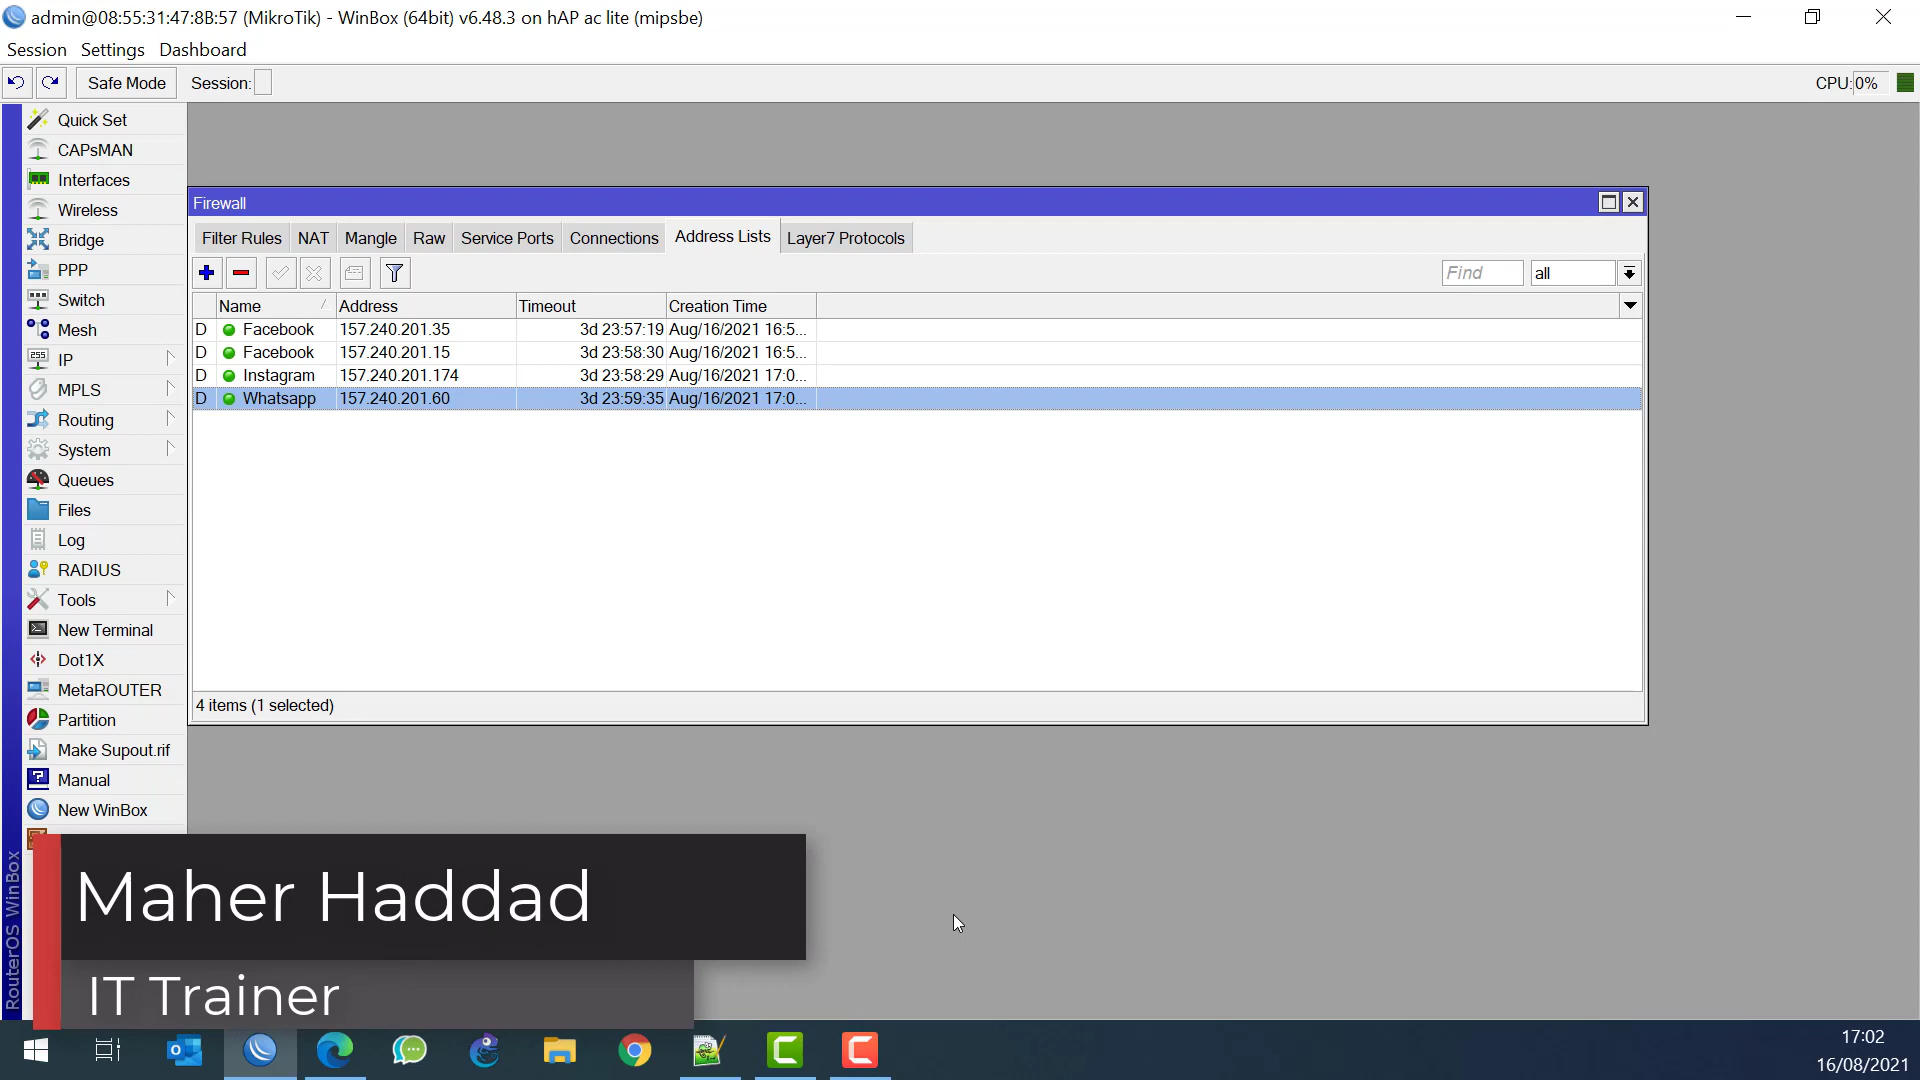 admin@08:55:31:47:8B:57 (MikroTik) - WinBox (64bit) v6.48.3 on hAP ac lite (mipsbe)
Session Settings Dashboard
Safe Mode Session: CPU: 0%
Quick Set
CAPsMAN
Interfaces
Wireless
Bridge
PPP
Switch
Mesh
IP
MPLS
Routing
System
Queues
Files
Log
RADIUS
Tools
New Terminal
Dot1X
MetaROUTER
Partition
Make Supout.rif
Manual
New WinBox
RouterOS WinBox
Firewall
Filter Rules NAT Mangle Raw Service Ports Connections Address Lists Layer7 Protocols
Find all
Name Address Timeout Creation Time
D Facebook 157.240.201.35 3d 23:57:19 Aug/16/2021 16:5...
D Facebook 157.240.201.15 3d 23:58:30 Aug/16/2021 16:5...
D Instagram 157.240.201.174 3d 23:58:29 Aug/16/2021 17:0...
D Whatsapp 157.240.201.60 3d 23:59:35 Aug/16/2021 17:0...
4 items (1 selected)
Maher Haddad
IT Trainer
17:02
16/08/2021